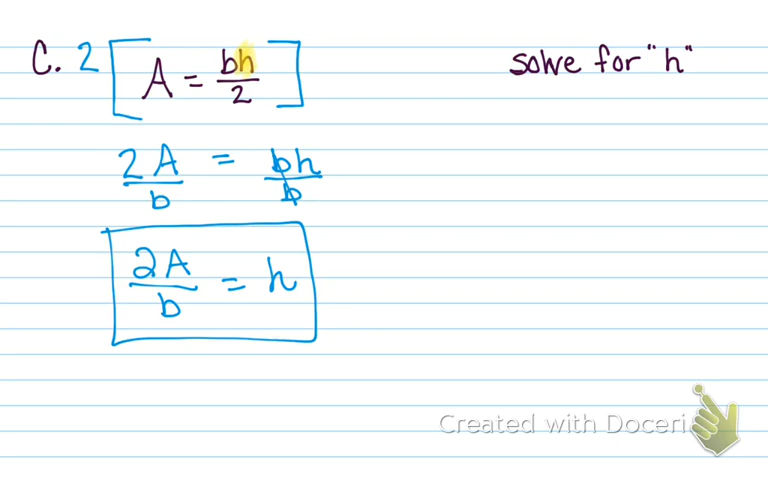 C. 2 [ A = bh/2 ] solve for "h"
2A/b = bh/b
2A/b = h
Created with Doceri